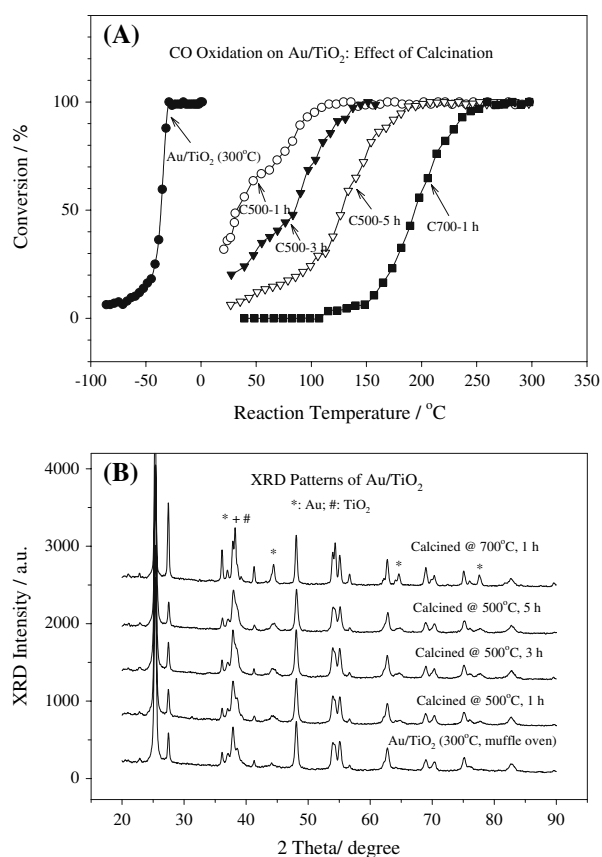 (A)
CO Oxidation on Au/TiO₂: Effect of Calcination
Conversion / %
100
50
0
Au/TiO₂ (300°C)
C500-1 h
C500-3 h
C500-5 h
C700-1 h
-100 -50 0 50 100 150 200 250 300 350
Reaction Temperature / °C
(B)
XRD Patterns of Au/TiO₂
*: Au; #: TiO₂
XRD Intensity / a.u.
4000
3000
2000
1000
0
* + #
*
*
*
Calcined @ 700°C, 1 h
Calcined @ 500°C, 5 h
Calcined @ 500°C, 3 h
Calcined @ 500°C, 1 h
Au/TiO₂ (300°C, muffle oven)
20 30 40 50 60 70 80 90
2 Theta/ degree